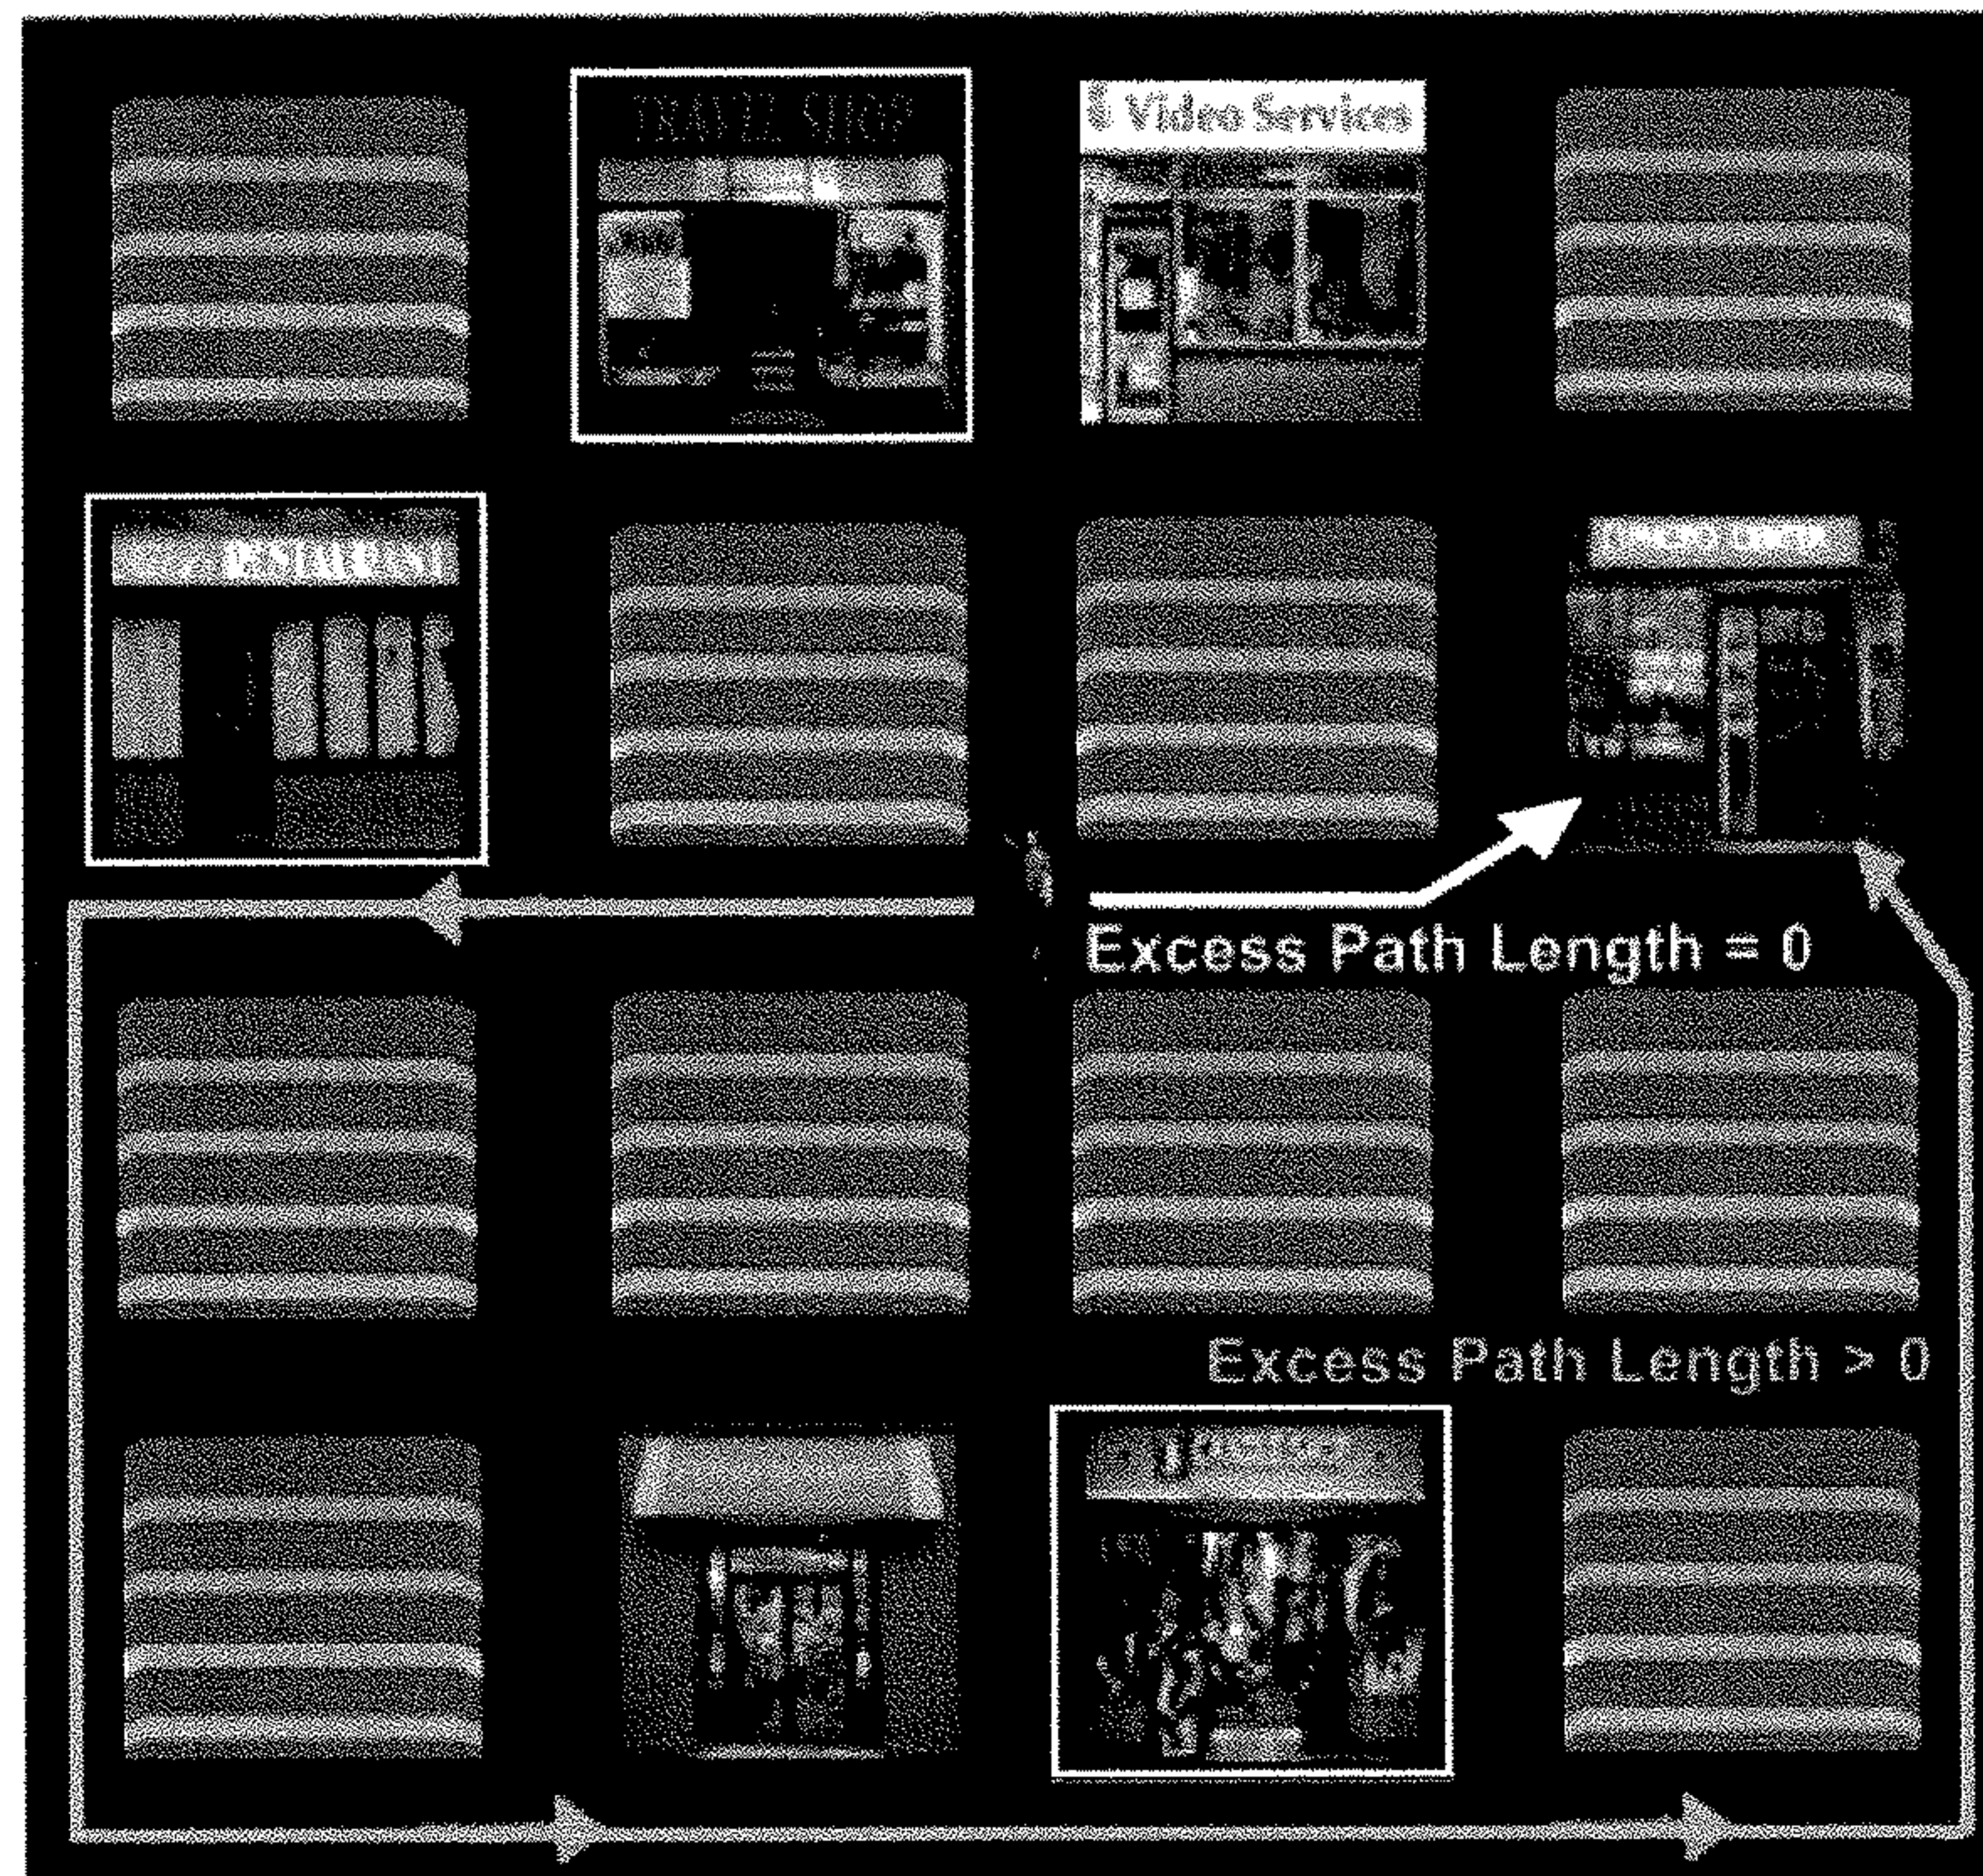 TRAVEL SHOP
Video Services
RESTAURANT
Excess Path Length = 0
Excess Path Length > 0